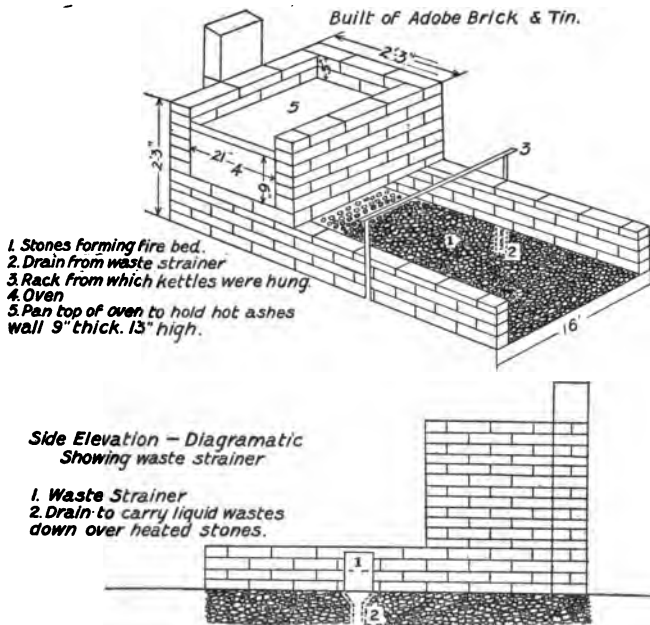 Built of Adobe Brick & Tin.
2'3"
5"
5
2'3"
21"
4
9"
3
1
2
16'
1. Stones forming fire bed.
2. Drain from waste strainer
3. Rack from which kettles were hung.
4. Oven
5. Pan top of oven to hold hot ashes
wall 9" thick. 13" high.
Side Elevation – Diagramatic
Showing waste strainer
1. Waste Strainer
2. Drain to carry liquid wastes
down over heated stones.
1
2